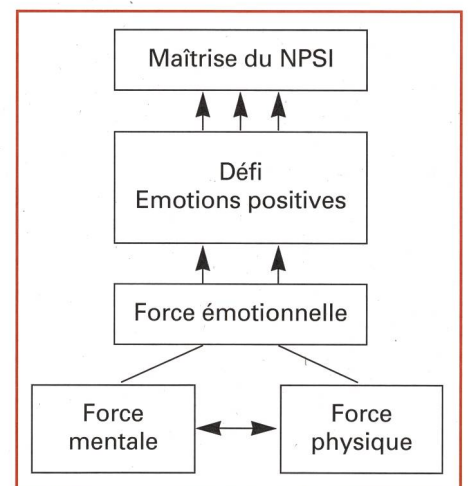 Maîtrise du NPSI
Défi
Emotions positives
Force émotionnelle
Force
mentale
Force
physique